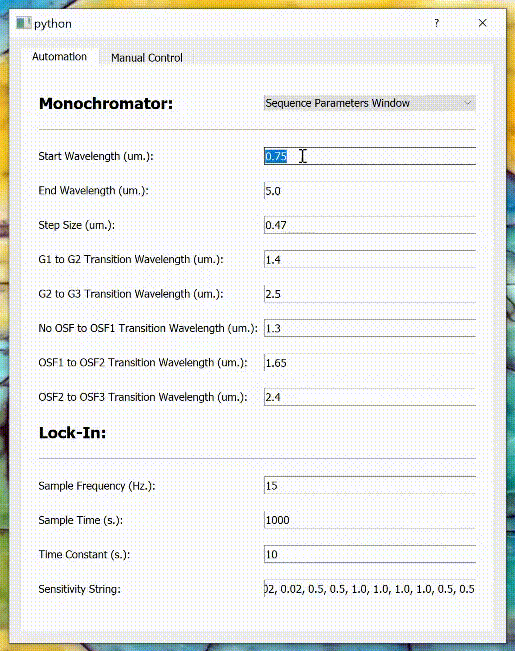 python
?
Automation Manual Control
Monochromator: Sequence Parameters Window
Start Wavelength (um.): 0.75
End Wavelength (um.): 5.0
Step Size (um.): 0.47
G1 to G2 Transition Wavelength (um.): 1.4
G2 to G3 Transition Wavelength (um.): 2.5
No OSF to OSF1 Transition Wavelength (um.): 1.3
OSF1 to OSF2 Transition Wavelength (um.): 1.65
OSF2 to OSF3 Transition Wavelength (um.): 2.4
Lock-In:
Sample Frequency (Hz.): 15
Sample Time (s.): 1000
Time Constant (s.): 10
Sensitivity String: 02, 0.02, 0.5, 0.5, 1.0, 1.0, 1.0, 1.0, 0.5, 0.5